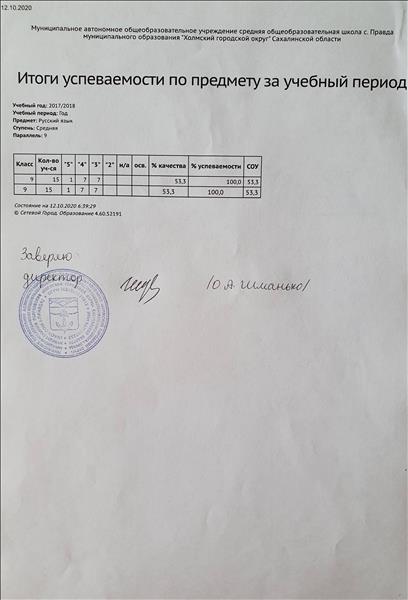 12.10.2020
Муниципальное автономное общеобразовательное учреждение средняя общеобразовательная школа с. Правда
муниципального образования "Холмский городской округ" Сахалинской области
Итоги успеваемости по предмету за учебный период
Учебный год: 2017/2018
Учебный период: Год
Предмет: Русский язык
Ступень: Средняя
Параллель: 9
Класс Кол-во уч-ся "5" "4" "3" "2" н/а осв. % качества % успеваемости СОУ
9 15 1 7 7 53,3 100,0 53,3
9 15 1 7 7 53,3 100,0 53,3
Состояние на 12.10.2020 6:39:29
© Сетевой Город. Образование 4.60.52191
Заверяю
директор /Ю.А Шманько/